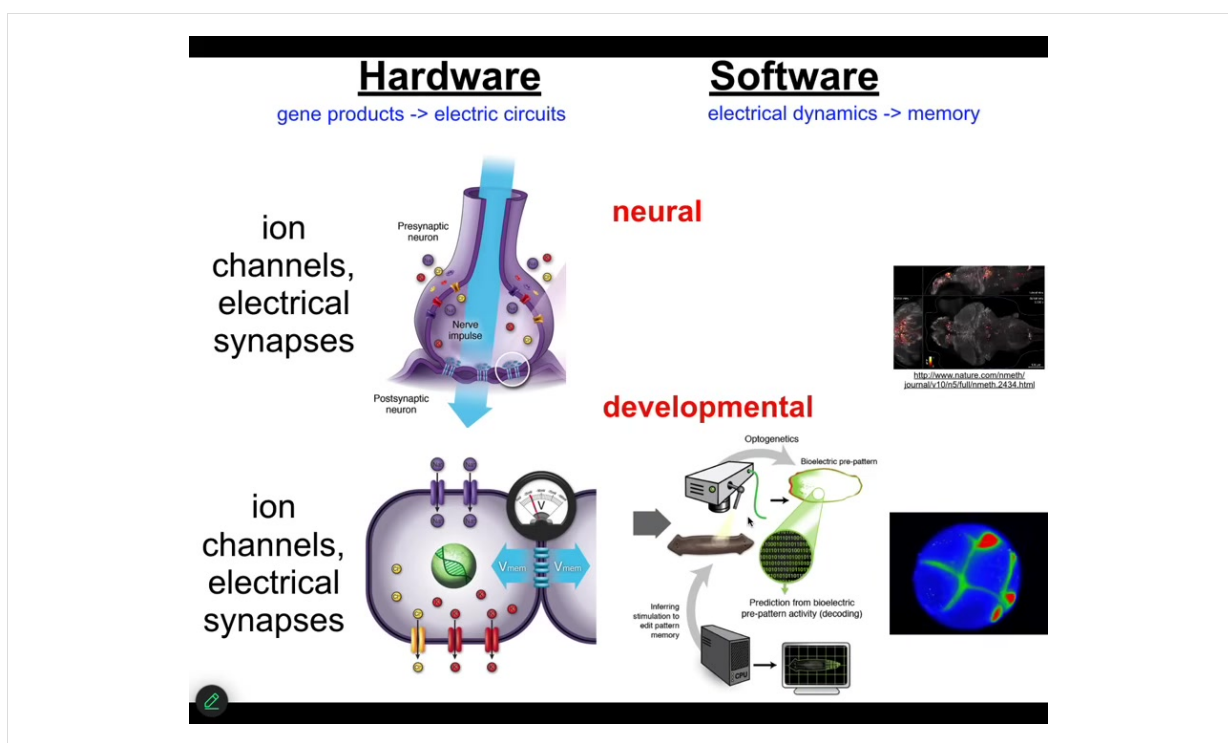 Hardware
gene products -> electric circuits
Software
electrical dynamics -> memory
ion
channels,
electrical
synapses
Presynaptic
neuron
Nerve
impulse
Postsynaptic
neuron
neural
http://www.nature.com/nmeth/
journal/v10/n5/full/nmeth.2434.html
developmental
ion
channels,
electrical
synapses
V
Vmem
Vmem
Optogenetics
Bioelectric pre-pattern
Prediction from bioelectric
pre-pattern activity (decoding)
Inferring
stimulation to
edit pattern
memory
CPU